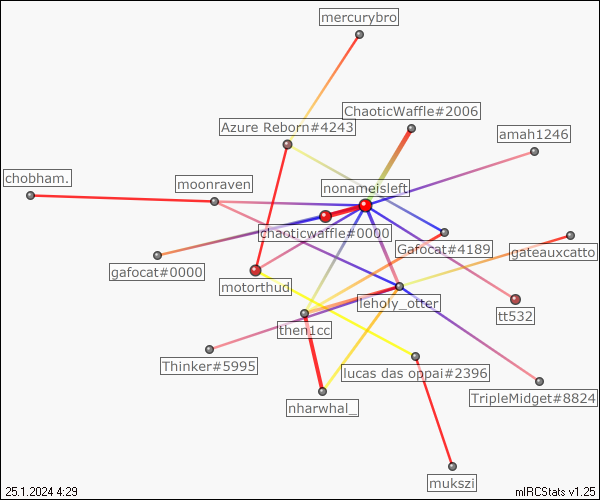 mercurybro
ChaoticWaffle#2006
Azure Reborn#4243
amah1246
chobham.
moonraven
nonameisleft
chaoticwaffle#0000
Gafocat#4189
gateauxcatto
gafocat#0000
motorthud
leholy_otter
tt532
then1cc
Thinker#5995
lucas das oppai#2396
TripleMidget#8824
nharwhal_
mukszi
25.1.2024 4:29
mIRCStats v1.25